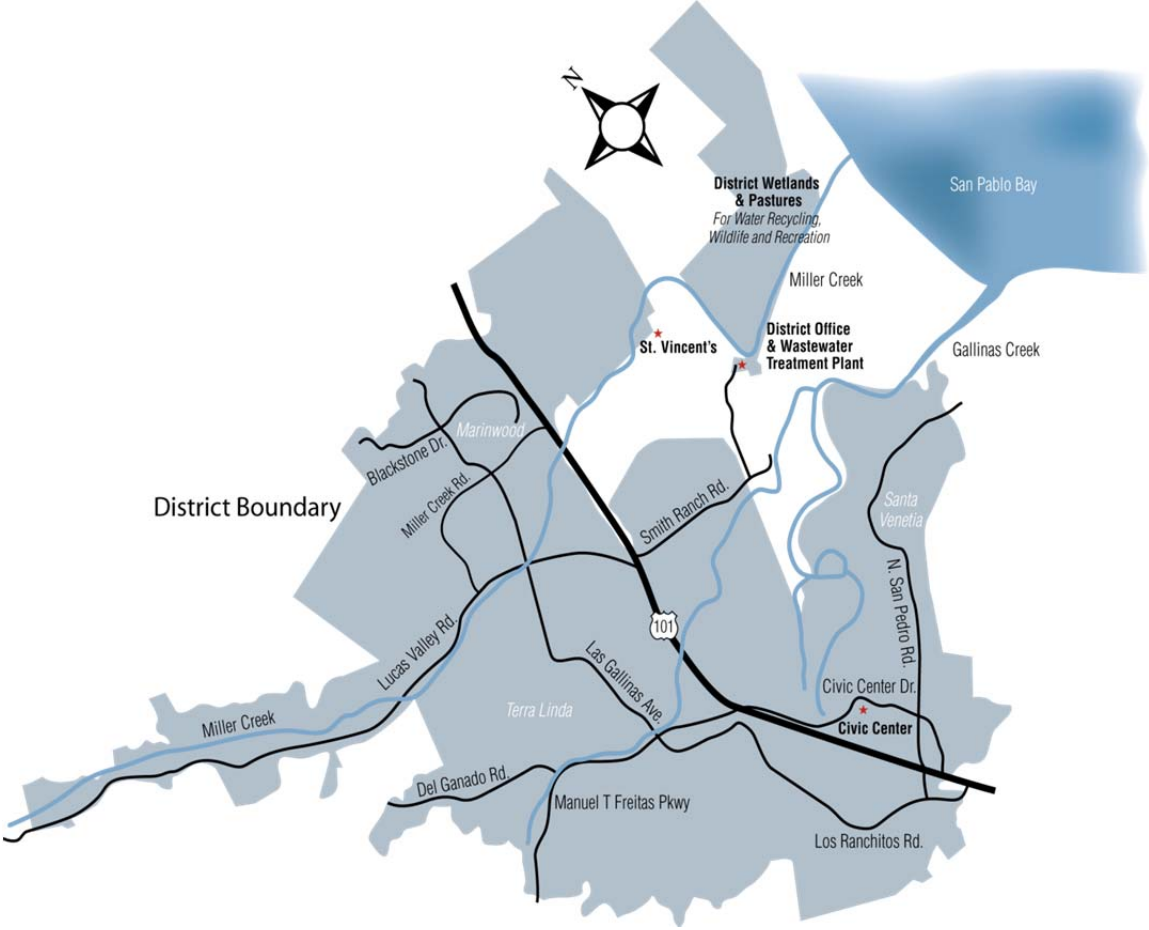 N
District Wetlands
& Pastures
For Water Recycling,
Wildlife and Recreation
San Pablo Bay
Miller Creek
St. Vincent's
District Office
& Wastewater
Treatment Plant
Gallinas Creek
Marinwood
Blackstone Dr.
Miller Creek Rd.
District Boundary
Smith Ranch Rd.
Santa
Venetia
N. San Pedro Rd.
101
Lucas Valley Rd.
Las Gallinas Ave.
Terra Linda
Civic Center Dr.
Civic Center
Miller Creek
Del Ganado Rd.
Manuel T Freitas Pkwy
Los Ranchitos Rd.